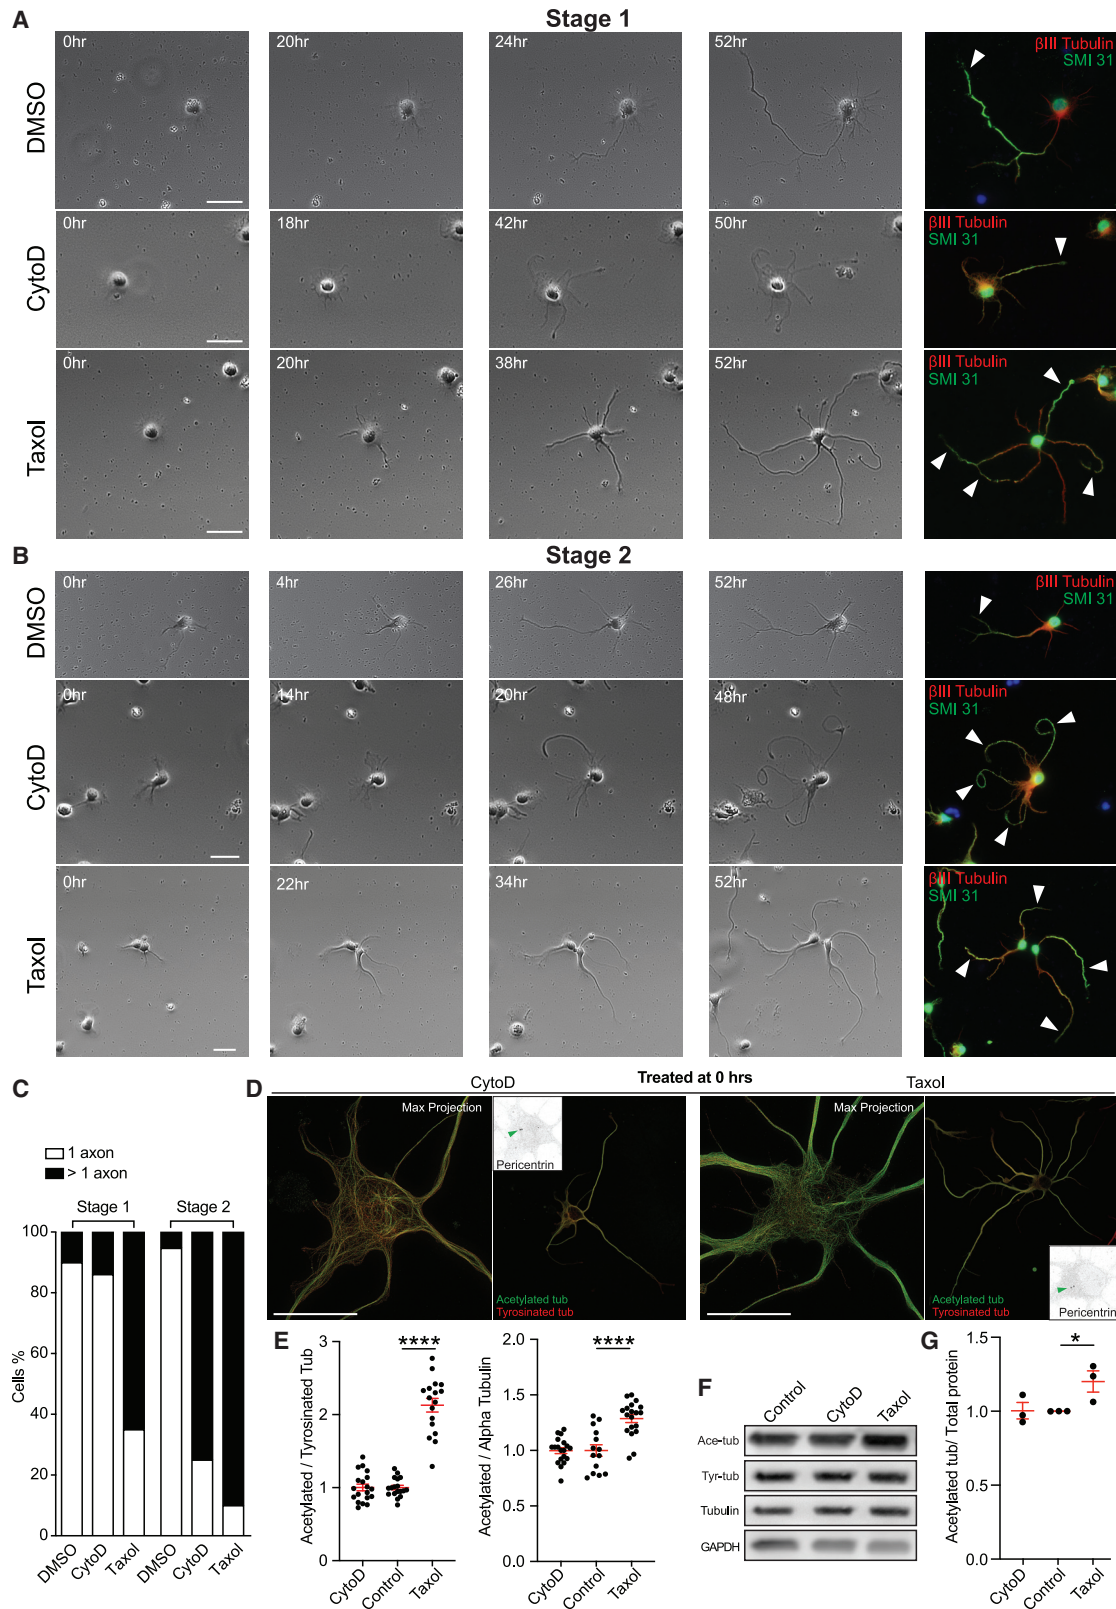 A
Stage 1
DMSO
0hr
20hr
24hr
52hr
βIII Tubulin
SMI 31
CytoD
0hr
18hr
42hr
50hr
βIII Tubulin
SMI 31
Taxol
0hr
20hr
38hr
52hr
βIII Tubulin
SMI 31
B
Stage 2
DMSO
0hr
4hr
26hr
52hr
βIII Tubulin
SMI 31
CytoD
0hr
14hr
20hr
48hr
βIII Tubulin
SMI 31
Taxol
0hr
22hr
34hr
52hr
βIII Tubulin
SMI 31
C
1 axon
> 1 axon
Stage 1
Stage 2
100
80
60
40
20
0
Cells %
DMSO
CytoD
Taxol
DMSO
CytoD
Taxol
D
Treated at 0 hrs
CytoD
Taxol
Max Projection
Pericentrin
Acetylated tub
Tyrosinated tub
Max Projection
Acetylated tub
Tyrosinated tub
Pericentrin
E
Acetylated / Tyrosinated Tub
3
2
1
0
****
CytoD
Control
Taxol
Acetylated / Alpha Tubulin
2.0
1.5
1.0
0.5
0.0
****
CytoD
Control
Taxol
F
Control
CytoD
Taxol
Ace-tub
Tyr-tub
Tubulin
GAPDH
G
Acetylated tub/ Total protein
1.5
1.0
0.5
0.0
*
CytoD
Control
Taxol